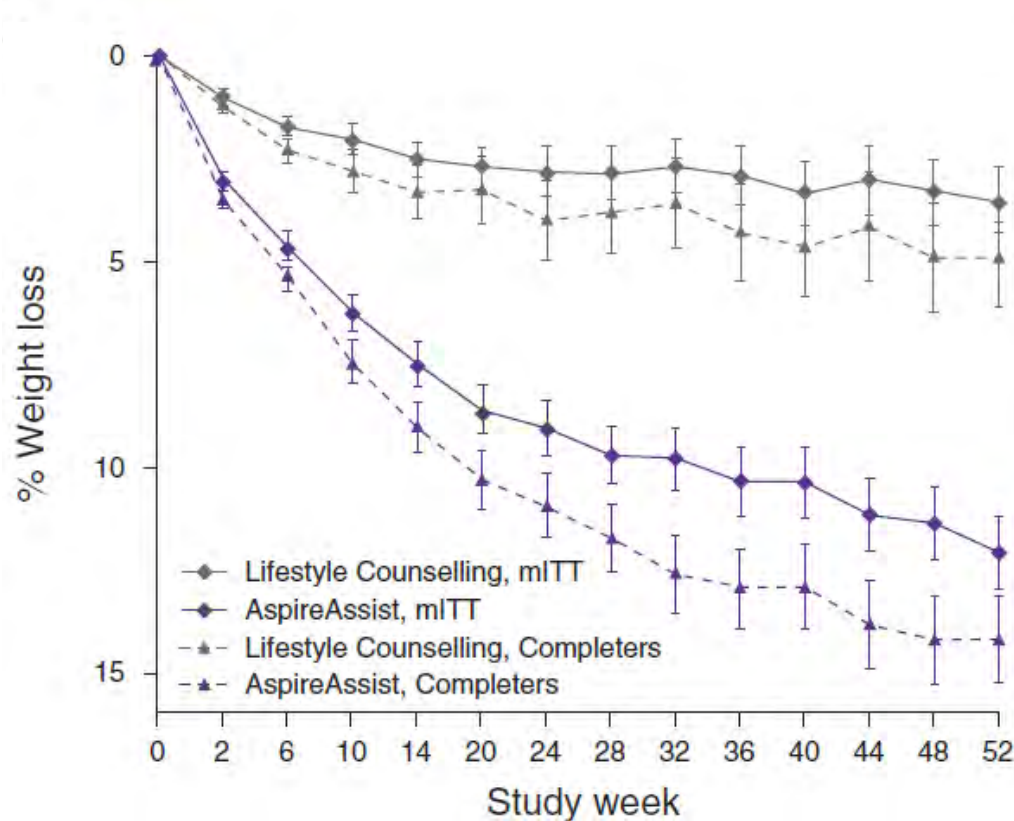 0
5
10
15
% Weight loss
Lifestyle Counselling, mITT
AspireAssist, mITT
Lifestyle Counselling, Completers
AspireAssist, Completers
0 2 6 10 14 20 24 28 32 36 40 44 48 52
Study week